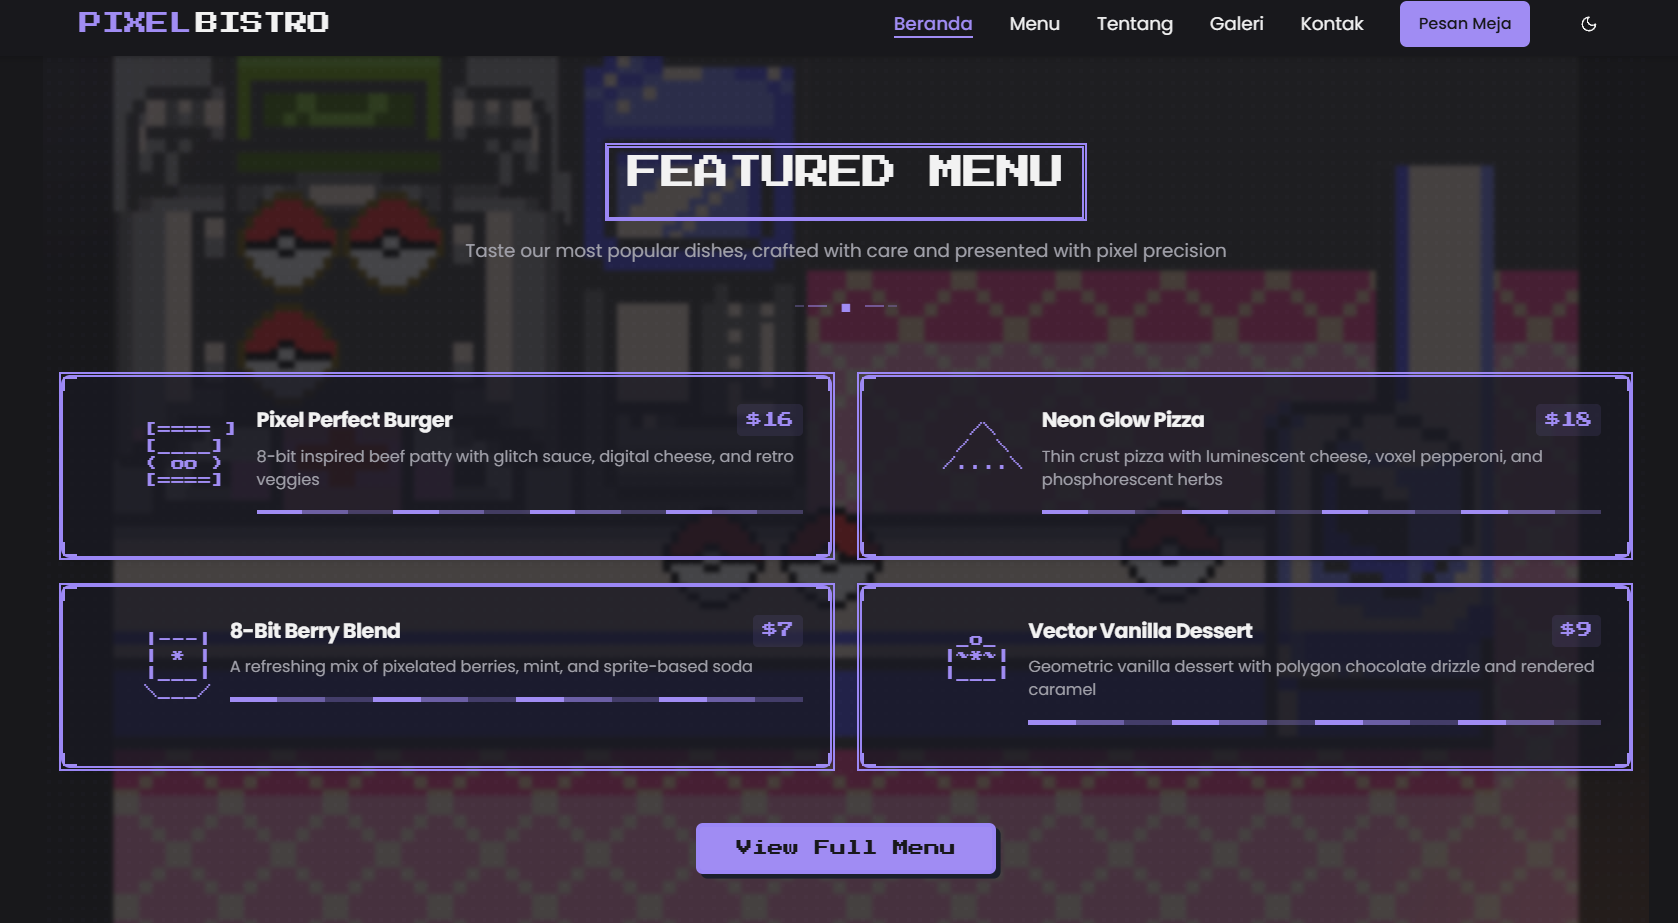 PIXELBISTRO
Beranda Menu Tentang Galeri Kontak Pesan Meja
FEATURED MENU
Taste our most popular dishes, crafted with care and presented with pixel precision
Pixel Perfect Burger $16
8-bit inspired beef patty with glitch sauce, digital cheese, and retro
veggies
Neon Glow Pizza $18
Thin crust pizza with luminescent cheese, voxel pepperoni, and
phosphorescent herbs
8-Bit Berry Blend $7
A refreshing mix of pixelated berries, mint, and sprite-based soda
Vector Vanilla Dessert $9
Geometric vanilla dessert with polygon chocolate drizzle and rendered
caramel
View Full Menu